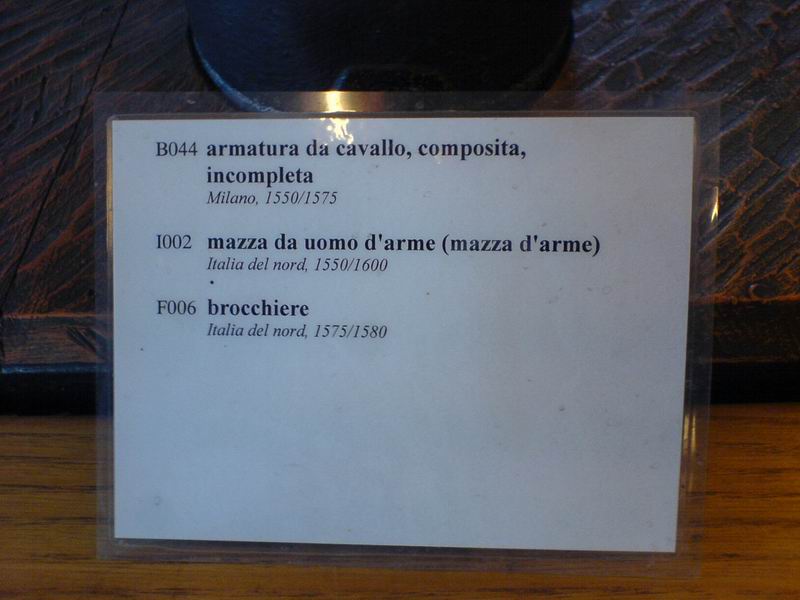 B044 armatura da cavallo, composita,
incompleta
Milano, 1550/1575
I002 mazza da uomo d'arme (mazza d'arme)
Italia del nord, 1550/1600
F006 brocchiere
Italia del nord, 1575/1580